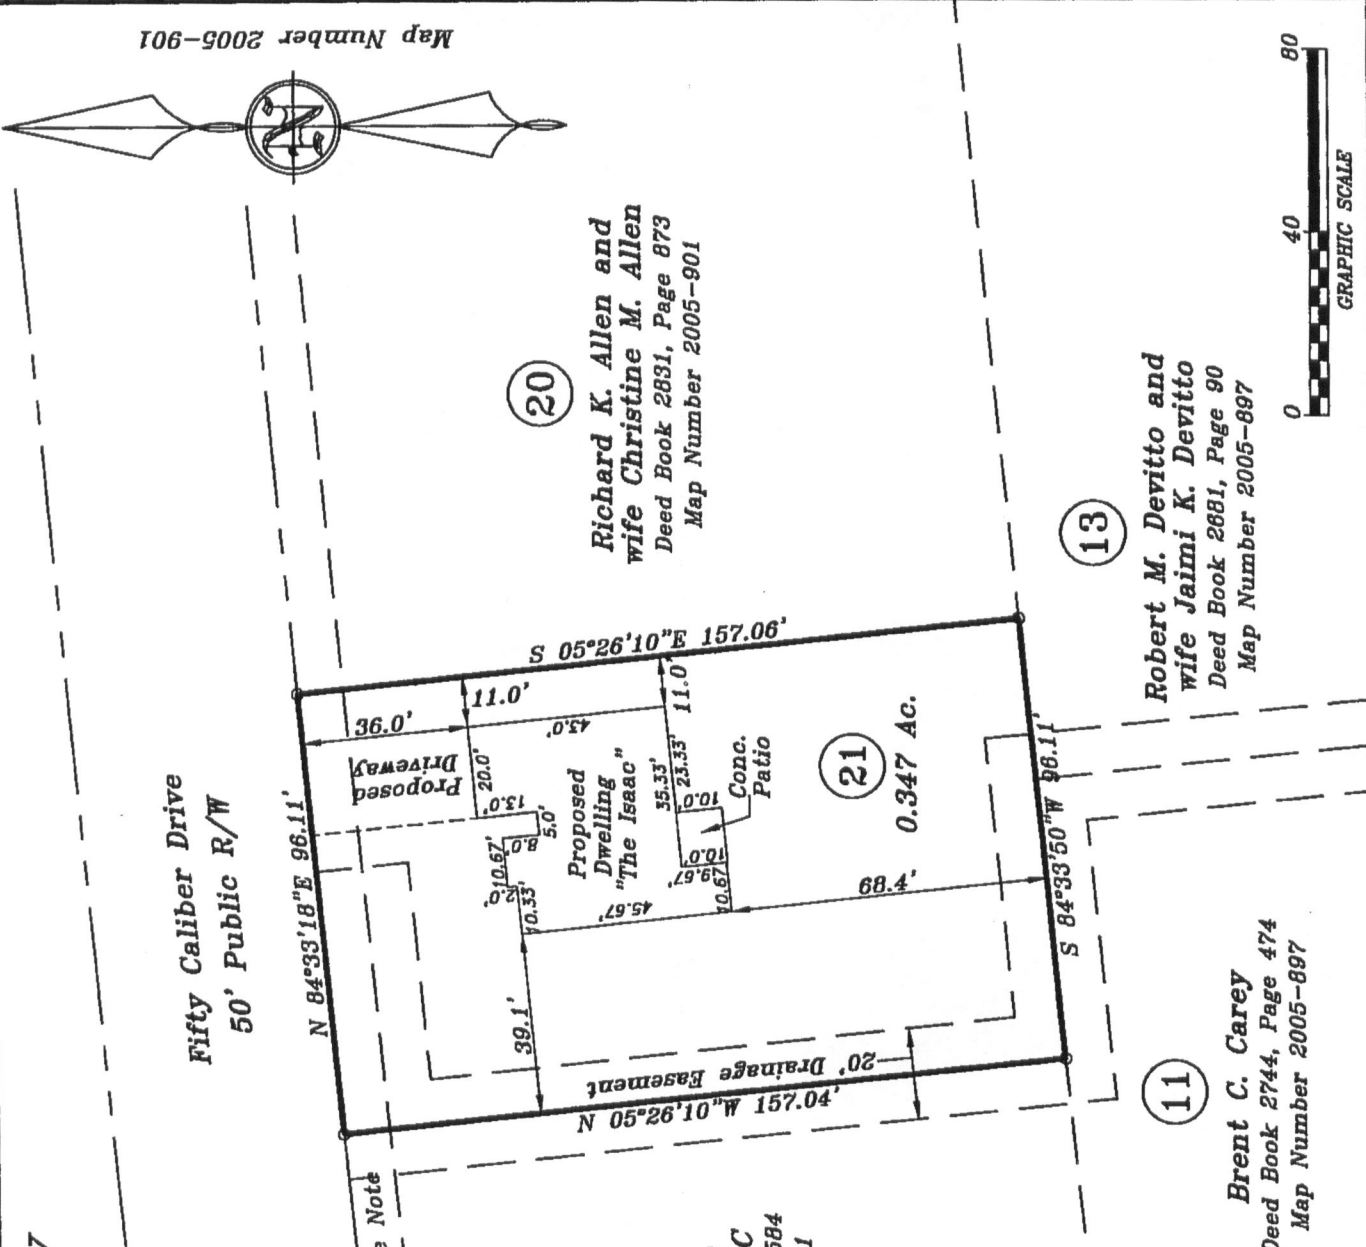 Map Number 2005-901
N
Fifty Caliber Drive
50' Public R/W
20
Richard K. Allen and
wife Christine M. Allen
Deed Book 2831, Page 873
Map Number 2005-901
N 84°33'18"E 96.11'
S 05°26'10"E 157.06'
36.0'
11.0'
Proposed
Driveway
20.0'
43.0'
11.0'
13.0'
5.0'
8.0'
10.67'
2.0'
10.33'
Proposed
Dwelling
"The Isaac"
35.33'
23.33'
10.0'
Conc.
Patio
10.0'
9.67'
10.67'
45.67'
21
0.347 Ac.
68.4'
39.1'
20' Drainage Easement
N 05°26'10"W 157.04'
S 84°33'50"W 96.11'
13
Robert M. Devitto and
wife Jaimi K. Devitto
Deed Book 2681, Page 90
Map Number 2005-897
11
Brent C. Carey
Deed Book 2744, Page 474
Map Number 2005-897
Note
C
584
1
0 40 80
GRAPHIC SCALE